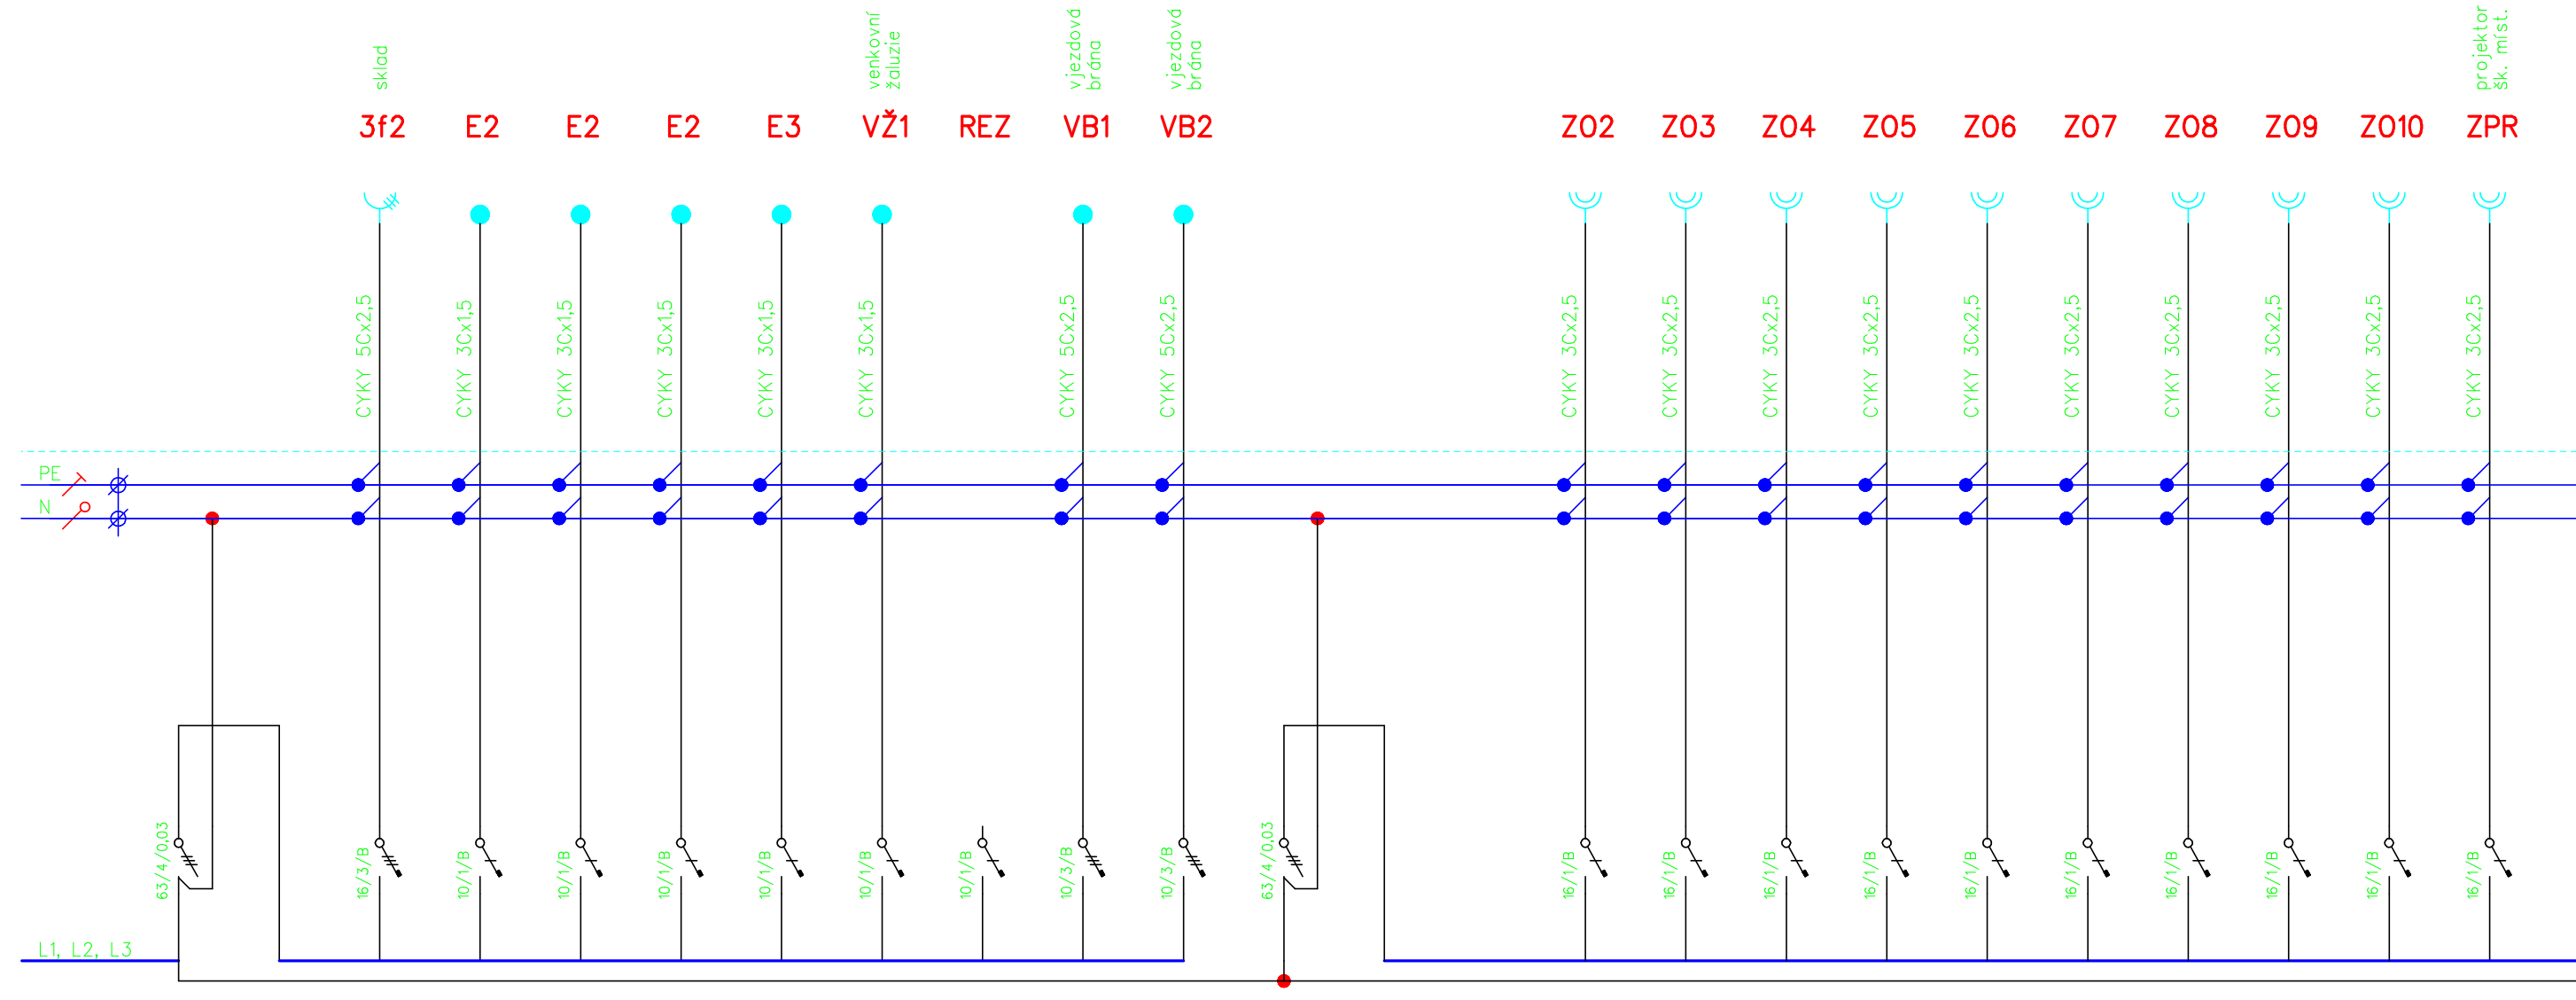 sklad
venkovní
žaluzie
vjezdová
brána
vjezdová
brána
projektor
šk. míst.
3f2 E2 E2 E2 E3 VŽ1 REZ VB1 VB2 ZO2 ZO3 ZO4 ZO5 ZO6 ZO7 ZO8 ZO9 ZO10 ZPR
CYKY 5Cx2,5
CYKY 3Cx1,5
CYKY 3Cx1,5
CYKY 3Cx1,5
CYKY 3Cx1,5
CYKY 3Cx1,5
CYKY 5Cx2,5
CYKY 5Cx2,5
CYKY 3Cx2,5
CYKY 3Cx2,5
CYKY 3Cx2,5
CYKY 3Cx2,5
CYKY 3Cx2,5
CYKY 3Cx2,5
CYKY 3Cx2,5
CYKY 3Cx2,5
CYKY 3Cx2,5
CYKY 3Cx2,5
PE
N
63/4/0,03
16/3/B
10/1/B
10/1/B
10/1/B
10/1/B
10/1/B
10/1/B
10/3/B
10/3/B
63/4/0,03
16/1/B
16/1/B
16/1/B
16/1/B
16/1/B
16/1/B
16/1/B
16/1/B
16/1/B
16/1/B
L1, L2, L3